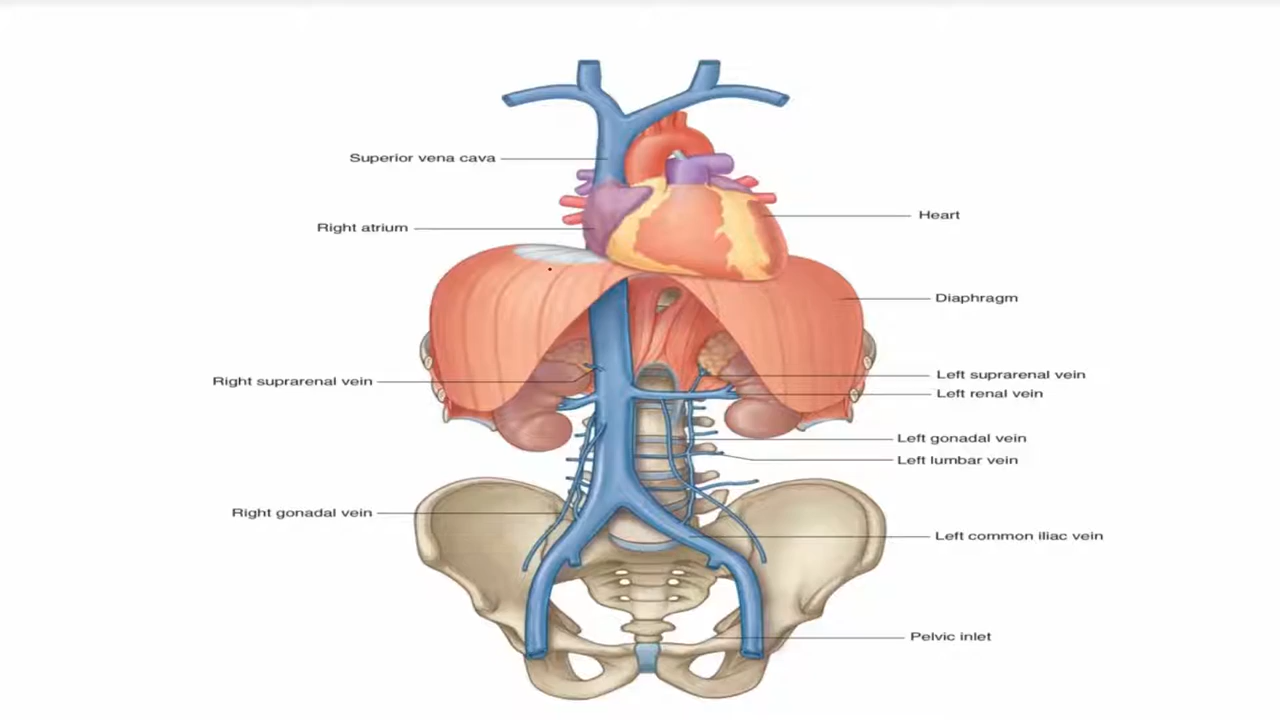 Superior vena cava
Right atrium
Heart
Diaphragm
Right suprarenal vein
Left suprarenal vein
Left renal vein
Left gonadal vein
Left lumbar vein
Right gonadal vein
Left common iliac vein
Pelvic inlet